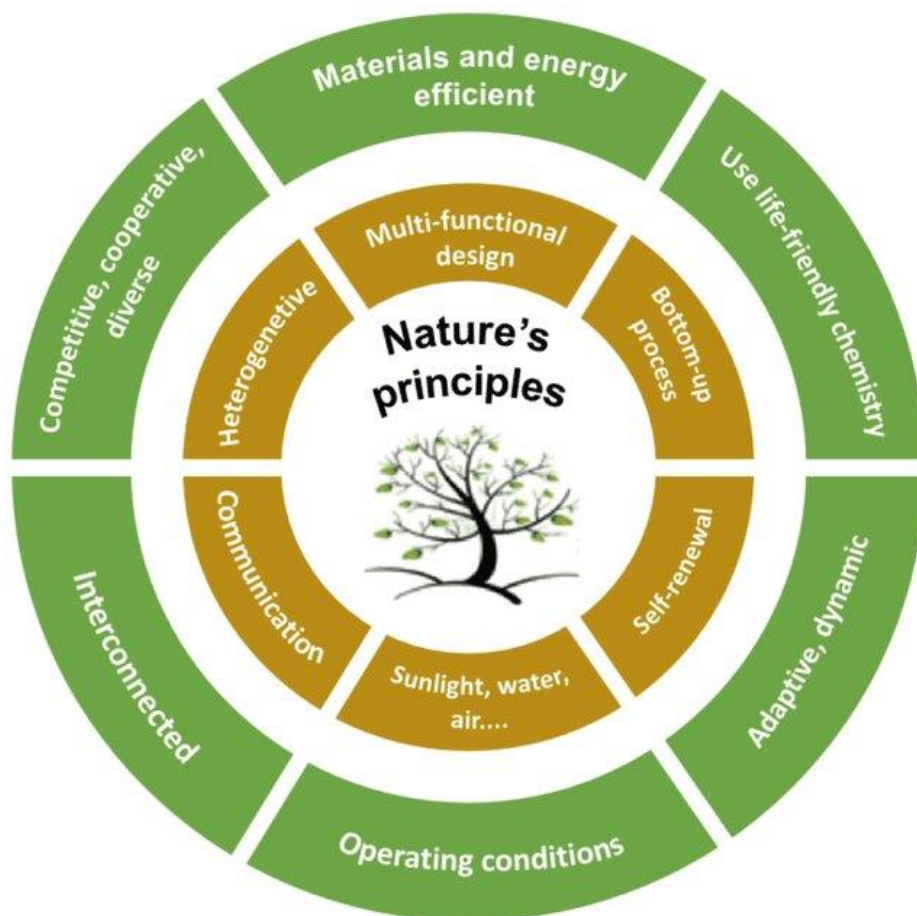 Materials and energy
efficient
Use life-friendly chemistry
Adaptive, dynamic
Operating conditions
Interconnected
Competitive, cooperative,
diverse
Multi-functional
design
Bottom-up
process
Self-renewal
Sunlight, water,
air....
Communication
Heterogenetive
Nature’s
principles